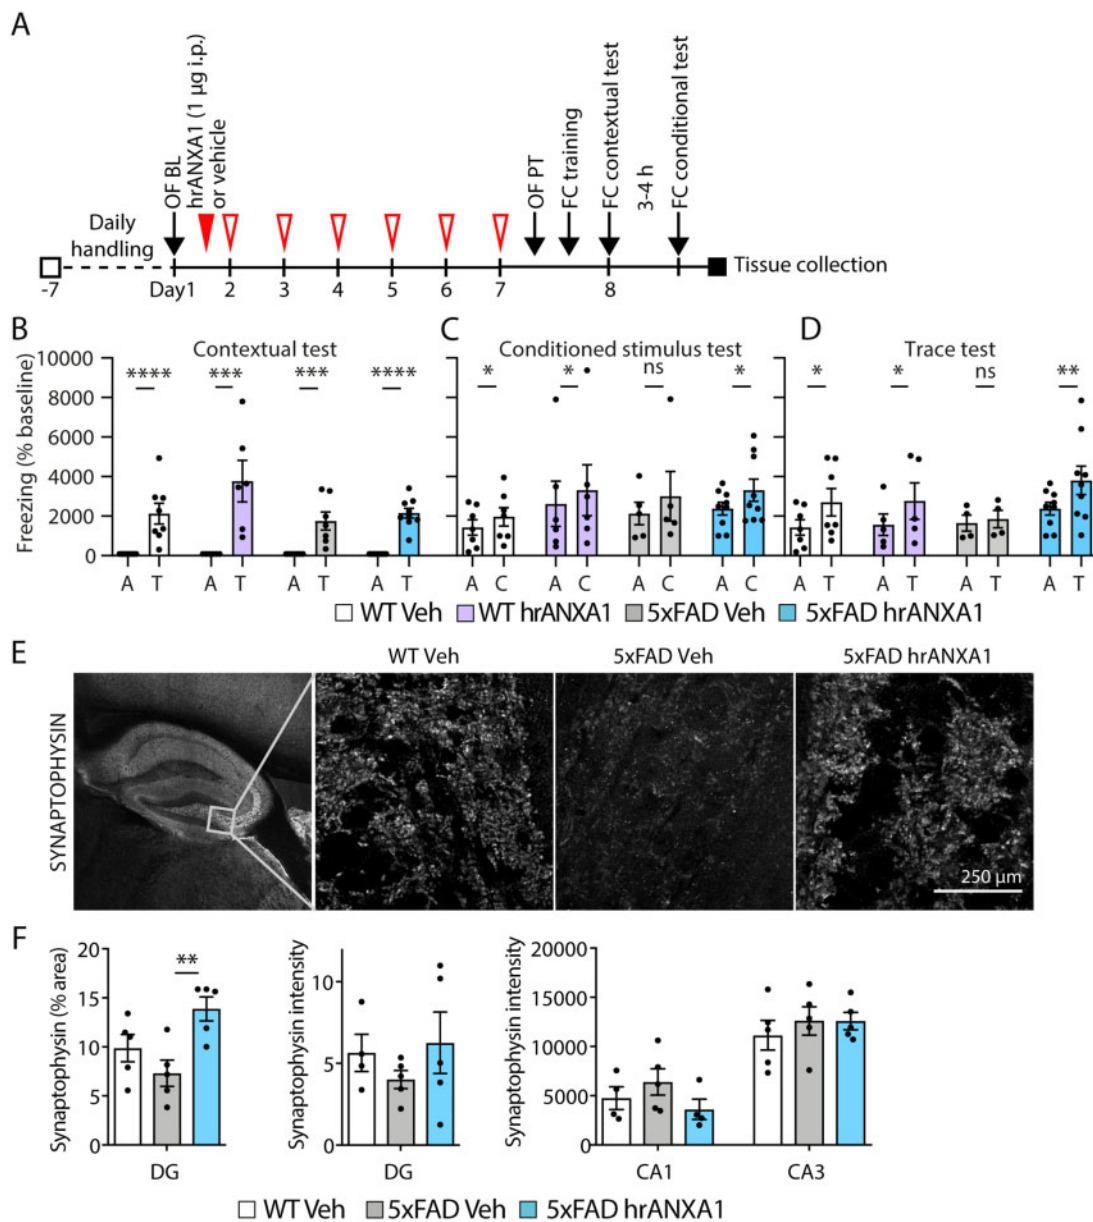 A
OF BL
hrANXA1 (1 μg i.p.)
or vehicle
OF PT
FC training
FC contextual test
3-4 h
FC conditional test
Daily
handling
Tissue collection
-7
Day1
2
3
4
5
6
7
8
B
C
D
Contextual test
Conditioned stimulus test
Trace test
**** *** *** ****
* * ns *
* * ns **
Freezing (% baseline)
10000
8000
6000
4000
2000
0
A T A T A T A T
A C A C A C A C
A T A T A T A T
WT Veh
WT hrANXA1
5xFAD Veh
5xFAD hrANXA1
E
WT Veh
5xFAD Veh
5xFAD hrANXA1
SYNAPTOPHYSIN
250 μm
F
Synaptophysin (% area)
20
15
10
5
0
**
DG
Synaptophysin intensity
10
5
0
DG
Synaptophysin intensity
20000
15000
10000
5000
0
CA1
CA3
WT Veh
5xFAD Veh
5xFAD hrANXA1